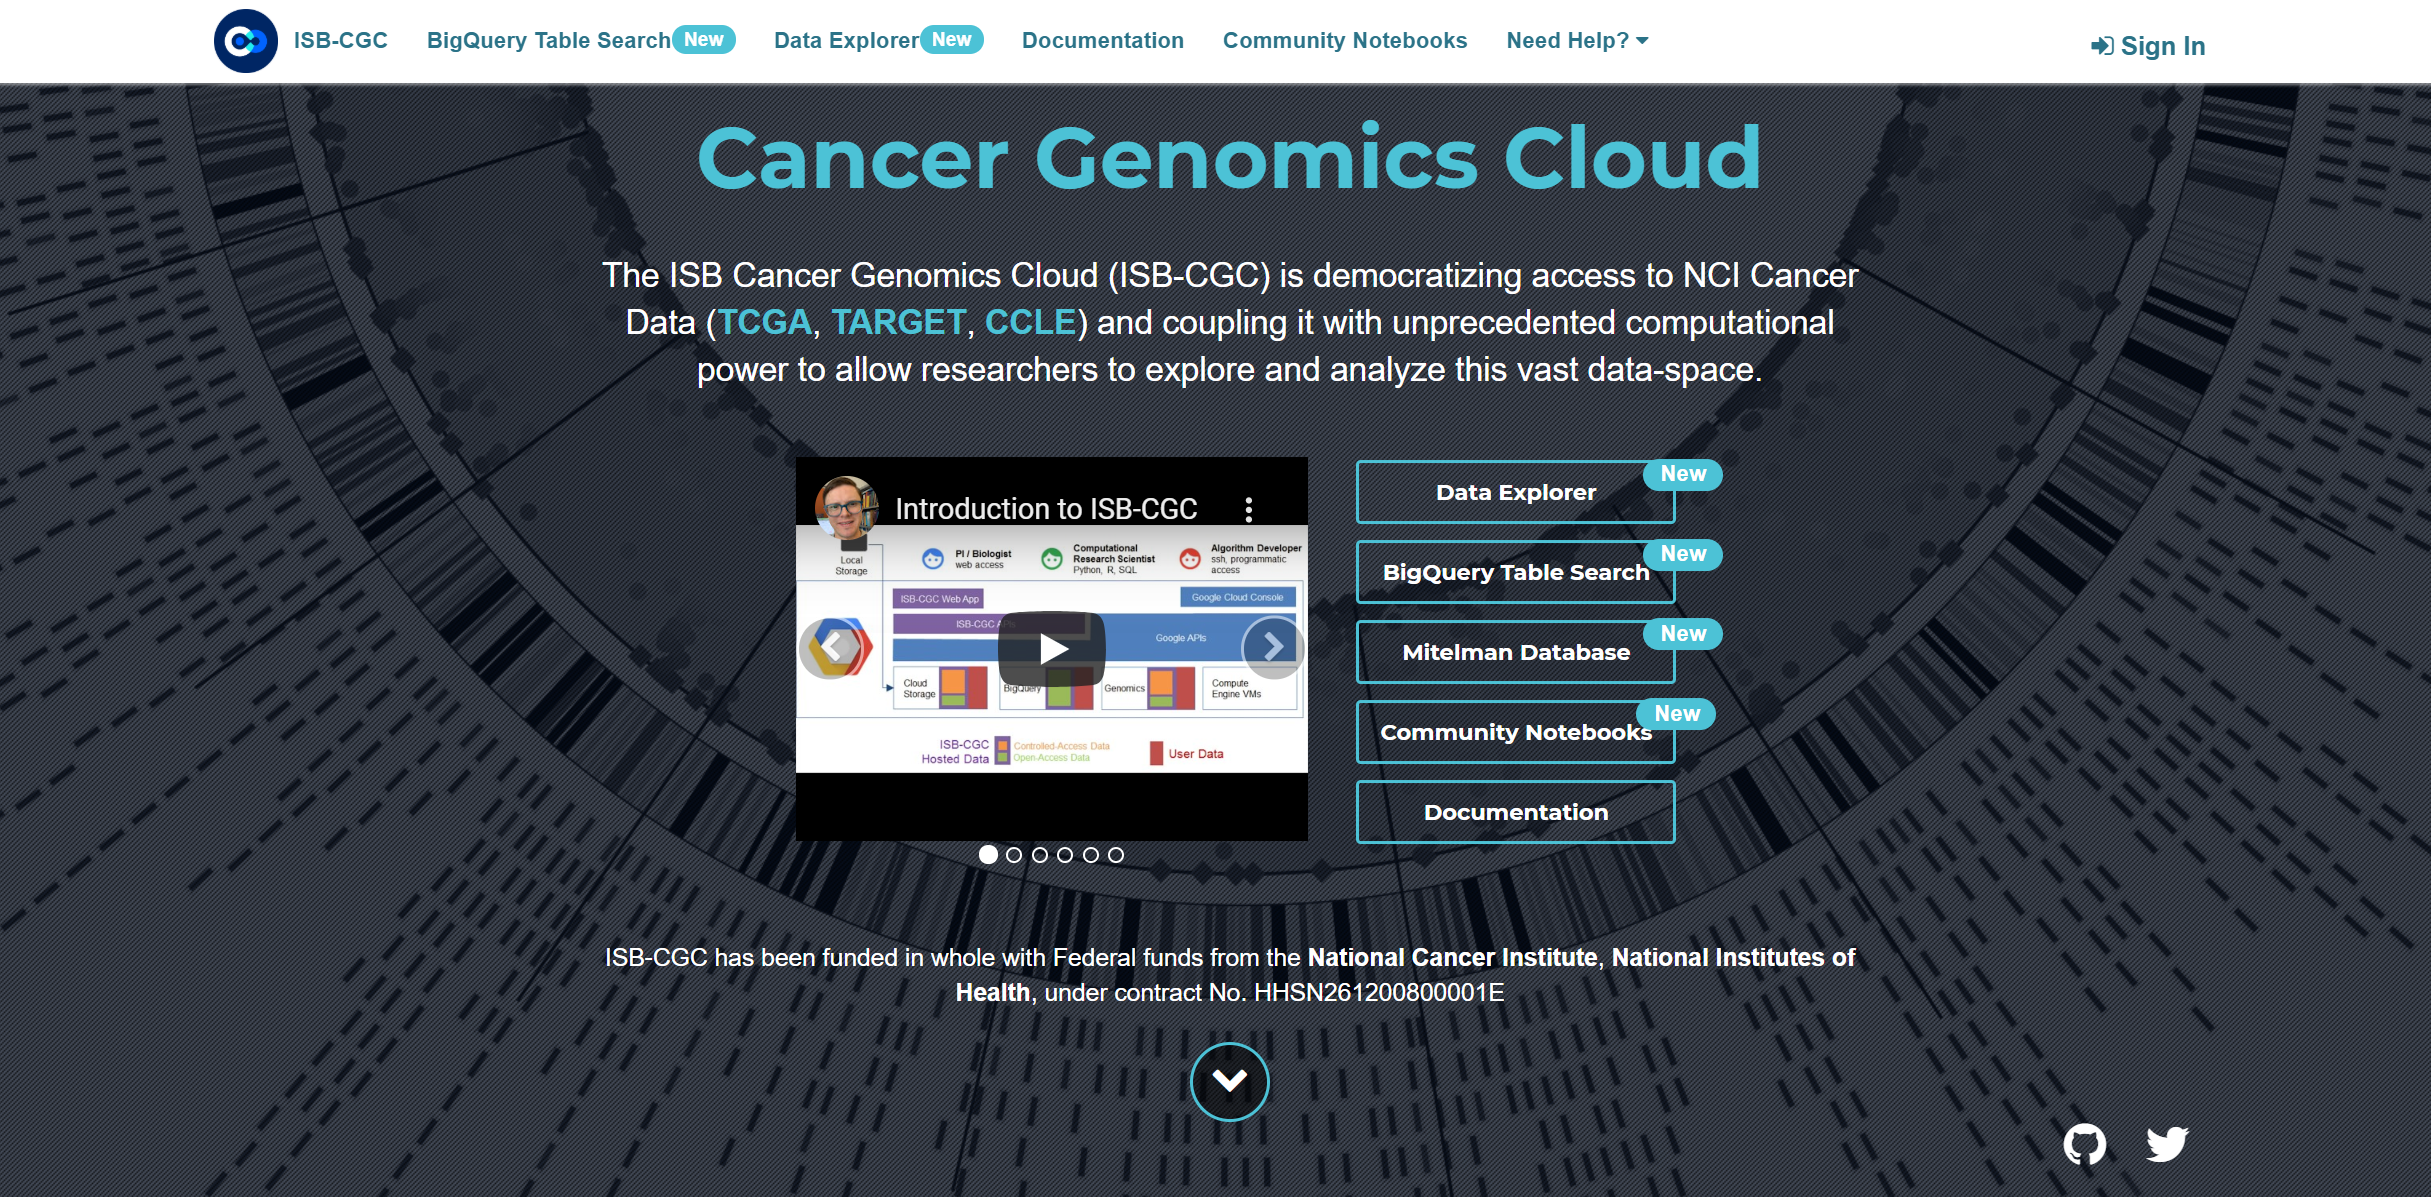 ISB-CGC
BigQuery Table Search New
Data Explorer New
Documentation
Community Notebooks
Need Help?
Sign In
Cancer Genomics Cloud
The ISB Cancer Genomics Cloud (ISB-CGC) is democratizing access to NCI Cancer
Data (TCGA, TARGET, CCLE) and coupling it with unprecedented computational
power to allow researchers to explore and analyze this vast data-space.
Introduction to ISB-CGC
Local
Storage
PI / Biologist
web access
Computational
Research Scientist
Python, R, SQL
Algorithm Developer
ssh, programmatic
access
ISB-CGC Web App
Google Cloud Console
ISB-CGC APIs
Google APIs
Cloud
Storage
BigQuery
Genomics
Compute
Engine VMs
ISB-CGC
Hosted Data
Controlled-Access Data
Open-Access Data
User Data
Data Explorer
New
BigQuery Table Search
New
Mitelman Database
New
Community Notebooks
New
Documentation
ISB-CGC has been funded in whole with Federal funds from the National Cancer Institute, National Institutes of
Health, under contract No. HHSN261200800001E